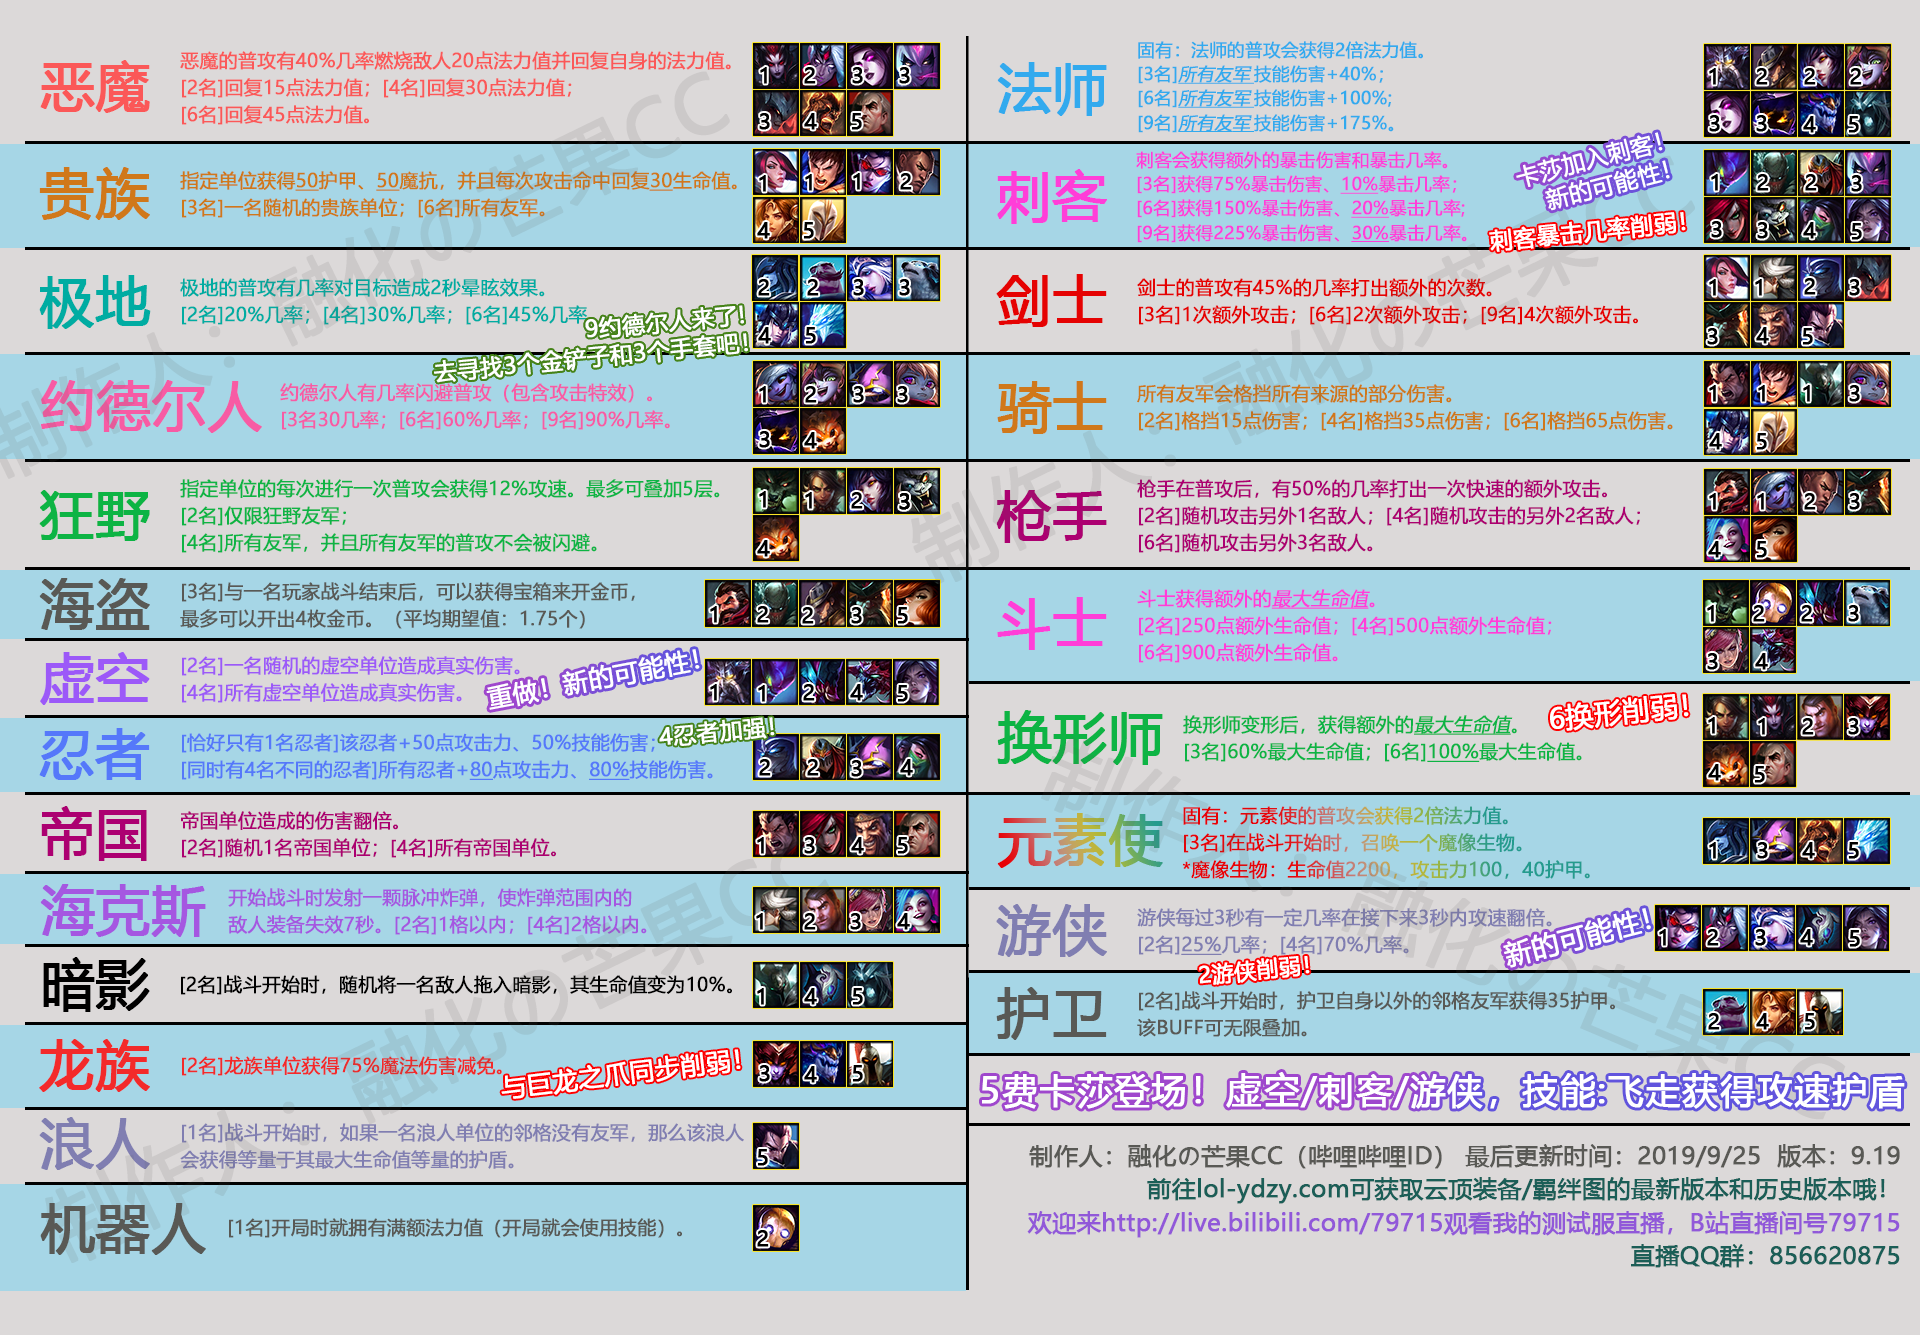 恶魔
恶魔的普攻有40%几率燃烧敌人20点法力值并回复自身的法力值。
[2名]回复15点法力值；[4名]回复30点法力值；
[6名]回复45点法力值。
1 2 3 3
3 4 5
贵族
指定单位获得50护甲、50魔抗，并且每次攻击命中回复30生命值。
[3名]一名随机的贵族单位；[6名]所有友军。
1 1 1 2
4 5
极地
极地的普攻有几率对目标造成2秒晕眩效果。
[2名]20%几率；[4名]30%几率；[6名]45%几率
2 2 3 3
4 5
9约德尔人来了！
去寻找3个金铲子和3个手套吧！
约德尔人
约德尔人有几率闪避普攻（包含攻击特效）。
[3名30几率；[6名]60%几率；[9名]90%几率。
1 2 3 3
3 4
狂野
指定单位的每次进行一次普攻会获得12%攻速。最多可叠加5层。
[2名]仅限狂野友军；
[4名]所有友军，并且所有友军的普攻不会被闪避。
1 1 2 3
4
海盗
[3名]与一名玩家战斗结束后，可以获得宝箱来开金币，
最多可以开出4枚金币。（平均期望值：1.75个）
1 2 2 3 5
虚空
[2名]一名随机的虚空单位造成真实伤害。
[4名]所有虚空单位造成真实伤害。
重做！新的可能性！
1 1 2 4 5
忍者
[恰好只有1名忍者]该忍者+50点攻击力、50%技能伤害；
[同时有4名不同的忍者]所有忍者+80点攻击力、80%技能伤害。
4忍者加强！
2 2 3 4
帝国
帝国单位造成的伤害翻倍。
[2名]随机1名帝国单位；[4名]所有帝国单位。
1 3 4 5
海克斯
开始战斗时发射一颗脉冲炸弹，使炸弹范围内的
敌人装备失效7秒。[2名]1格以内；[4名]2格以内。
1 2 3 4
暗影
[2名]战斗开始时，随机将一名敌人拖入暗影，其生命值变为10%。
1 4 5
龙族
[2名]龙族单位获得75%魔法伤害减免。
与巨龙之爪同步削弱！
3 4 5
浪人
[1名]战斗开始时，如果一名浪人单位的邻格没有友军，那么该浪人
会获得等量于其最大生命值等量的护盾。
5
机器人
[1名]开局时就拥有满额法力值（开局就会使用技能）。
2
法师
固有：法师的普攻会获得2倍法力值。
[3名]所有友军技能伤害+40%；
[6名]所有友军技能伤害+100%;
[9名]所有友军技能伤害+175%。
1 2 2 2
3 3 4 5
刺客
刺客会获得额外的暴击伤害和暴击几率。
[3名]获得75%暴击伤害、10%暴击几率；
[6名]获得150%暴击伤害、20%暴击几率;
[9名]获得225%暴击伤害、30%暴击几率。
卡莎加入刺客！
新的可能性！
刺客暴击几率削弱！
1 2 2 3
3 3 4 5
剑士
剑士的普攻有45%的几率打出额外的次数。
[3名]1次额外攻击；[6名]2次额外攻击；[9名]4次额外攻击。
1 1 2 3
3 4 5
骑士
所有友军会格挡所有来源的部分伤害。
[2名]格挡15点伤害；[4名]格挡35点伤害；[6名]格挡65点伤害。
1 1 1 3
4 5
枪手
枪手在普攻后，有50%的几率打出一次快速的额外攻击。
[2名]随机攻击另外1名敌人；[4名]随机攻击的另外2名敌人；
[6名]随机攻击另外3名敌人。
1 1 2 3
4 5
斗士
斗士获得额外的最大生命值。
[2名]250点额外生命值；[4名]500点额外生命值；
[6名]900点额外生命值。
1 2 2 3
3 4
换形师
换形师变形后，获得额外的最大生命值。
[3名]60%最大生命值；[6名]100%最大生命值。
6换形削弱！
1 1 2 3
4 5
元素使
固有：元素使的普攻会获得2倍法力值。
[3名]在战斗开始时，召唤一个魔像生物。
*魔像生物：生命值2200，攻击力100，40护甲。
1 3 4 5
游侠
游侠每过3秒有一定几率在接下来3秒内攻速翻倍。
[2名]25%几率；[4名]70%几率。
新的可能性！
2游侠削弱！
1 2 3 4 5
护卫
[2名]战斗开始时，护卫自身以外的邻格友军获得35护甲。
该BUFF可无限叠加。
2 4 5
5费卡莎登场！虚空/刺客/游侠，技能:飞走获得攻速护盾
制作人：融化の芒果CC（哔哩哔哩ID） 最后更新时间：2019/9/25 版本：9.19
前往lol-ydzy.com可获取云顶装备/羁绊图的最新版本和历史版本哦！
欢迎来http://live.bilibili.com/79715观看我的测试服直播，B站直播间号79715
直播QQ群：856620875
制作人：融化の芒果CC
制作人：融化の芒果CC
制作人：融化の芒果CC
制作人：融化の芒果CC